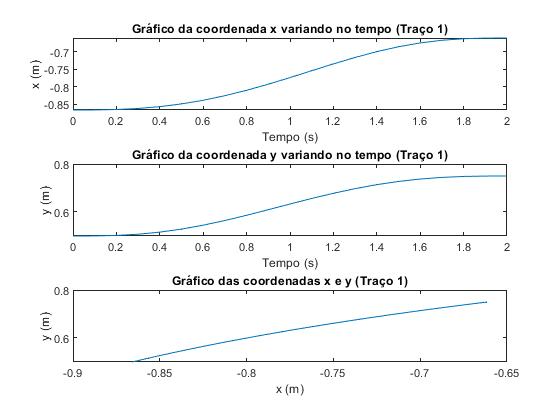 Gráfico da coordenada x variando no tempo (Traço 1)
x (m)
-0.7
-0.75
-0.8
-0.85
0 0.2 0.4 0.6 0.8 1 1.2 1.4 1.6 1.8 2
Tempo (s)
Gráfico da coordenada y variando no tempo (Traço 1)
y (m)
0.8
0.6
0 0.2 0.4 0.6 0.8 1 1.2 1.4 1.6 1.8 2
Tempo (s)
Gráfico das coordenadas x e y (Traço 1)
y (m)
0.8
0.6
-0.9 -0.85 -0.8 -0.75 -0.7 -0.65
x (m)